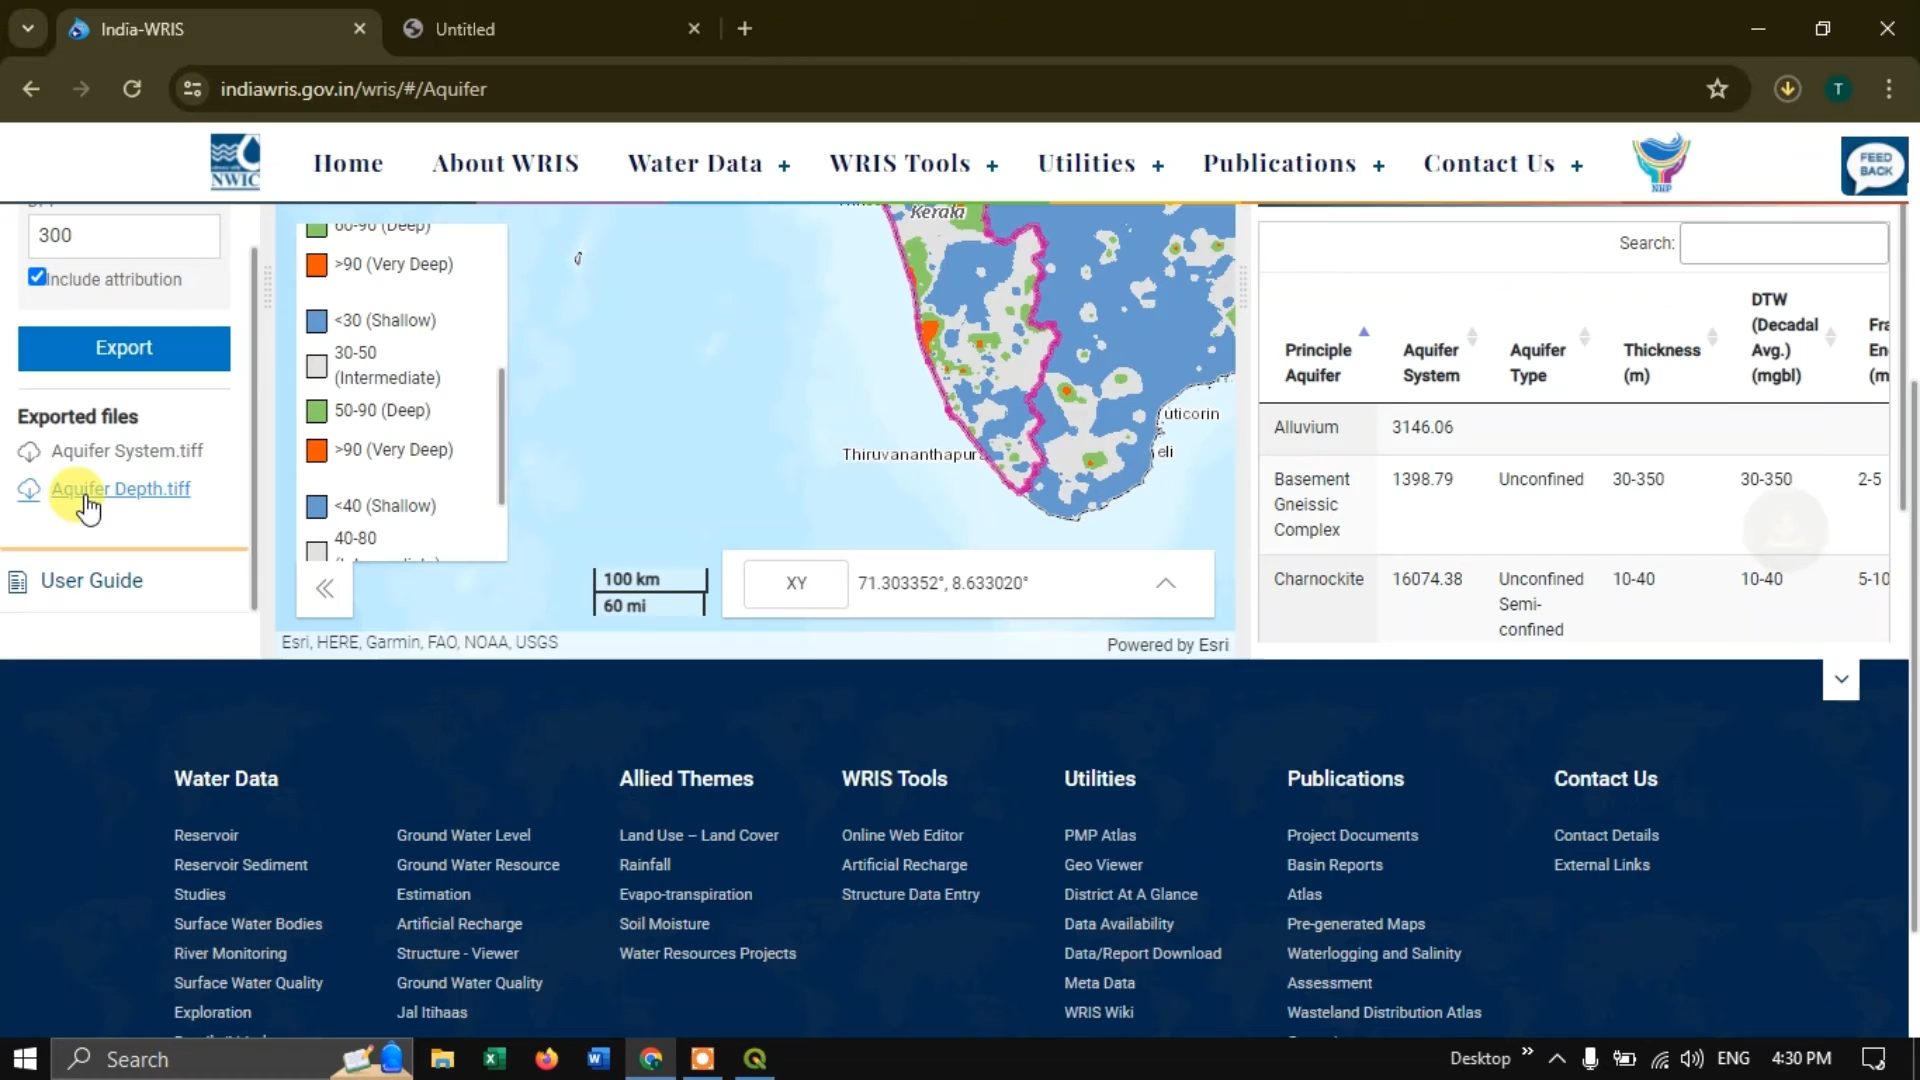 India-WRIS
Untitled
indiawris.gov.in/wris/#/Aquifer
T
NWIC
Home
About WRIS
Water Data +
WRIS Tools +
Utilities +
Publications +
Contact Us +
NHP
FEED BACK
300
Include attribution
Export
Exported files
Aquifer System.tiff
Aquifer Depth.tiff
User Guide
60-90 (Deep)
>90 (Very Deep)
<30 (Shallow)
30-50
(Intermediate)
50-90 (Deep)
>90 (Very Deep)
<40 (Shallow)
40-80
Kerala
Thiruvananthapura
uticorin
eli
100 km
60 mi
XY
71.303352°, 8.633020°
Esri, HERE, Garmin, FAO, NOAA, USGS
Powered by Esri
Search:
Principle Aquifer
Aquifer System
Aquifer Type
Thickness (m)
DTW (Decadal Avg.) (mgbl)
Fra En (m
Alluvium 3146.06
Basement Gneissic Complex 1398.79 Unconfined 30-350 30-350 2-5
Charnockite 16074.38 Unconfined Semi-confined 10-40 10-40 5-10
Water Data
Reservoir
Reservoir Sediment
Studies
Surface Water Bodies
River Monitoring
Surface Water Quality
Exploration
Ground Water Level
Ground Water Resource
Estimation
Artificial Recharge
Structure - Viewer
Ground Water Quality
Jal Itihaas
Allied Themes
Land Use – Land Cover
Rainfall
Evapo-transpiration
Soil Moisture
Water Resources Projects
WRIS Tools
Online Web Editor
Artificial Recharge
Structure Data Entry
Utilities
PMP Atlas
Geo Viewer
District At A Glance
Data Availability
Data/Report Download
Meta Data
WRIS Wiki
Publications
Project Documents
Basin Reports
Atlas
Pre-generated Maps
Waterlogging and Salinity
Assessment
Wasteland Distribution Atlas
Contact Us
Contact Details
External Links
Search
Desktop
ENG
4:30 PM